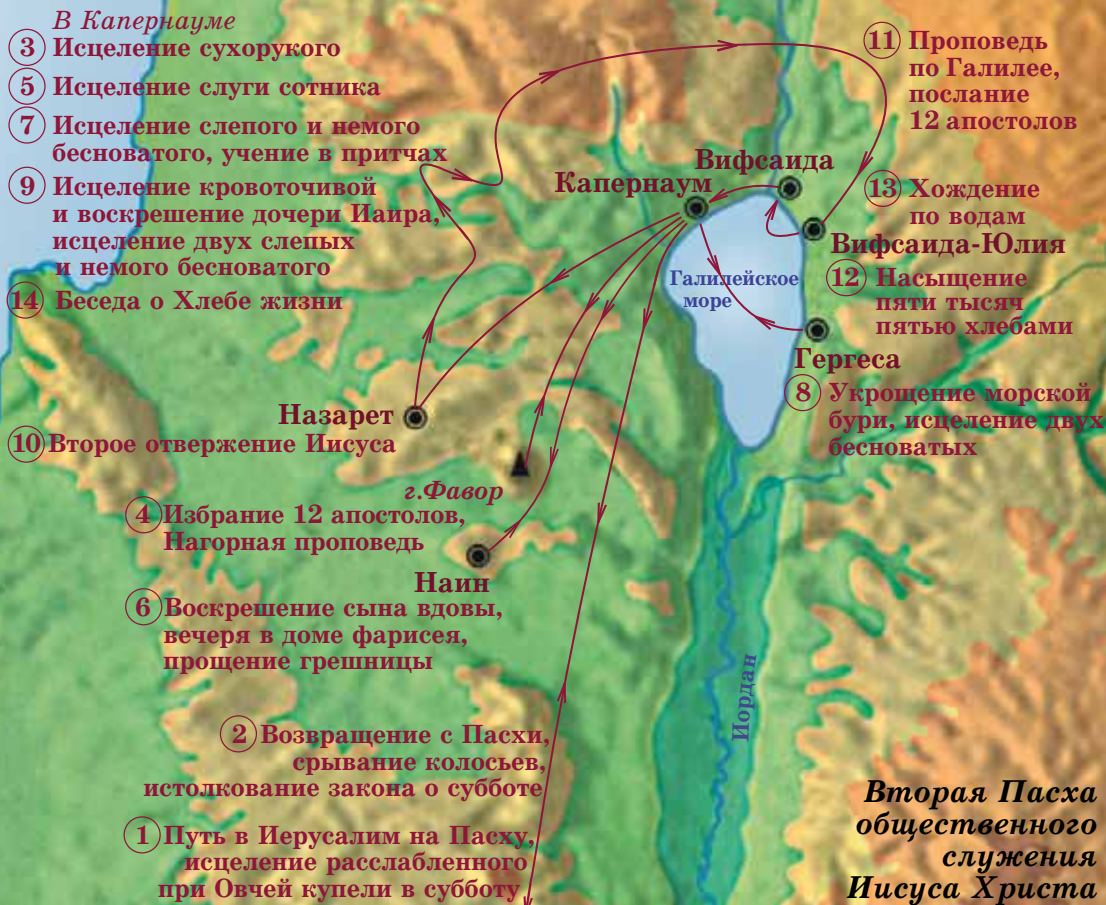 В Капернауме
3 Исцеление сухорукого
5 Исцеление слуги сотника
7 Исцеление слепого и немого
бесноватого, учение в притчах
9 Исцеление кровоточивой
и воскрешение дочери Иаира,
исцеление двух слепых
и немого бесноватого
14 Беседа о Хлебе жизни
11 Проповедь
по Галилее,
послание
12 апостолов
Вифсаида
Капернаум
13 Хождение
по водам
Вифсаида-Юлия
Галилейское
море
12 Насыщение
пяти тысяч
пятью хлебами
Гергеса
8 Укрощение морской
бури, исцеление двух
бесноватых
Назарет
10 Второе отвержение Иисуса
г.Фавор
4 Избрание 12 апостолов,
Нагорная проповедь
Наин
6 Воскрешение сына вдовы,
вечеря в доме фарисея,
прощение грешницы
Иордан
2 Возвращение с Пасхи,
срывание колосьев,
истолкование закона о субботе
1 Путь в Иерусалим на Пасху,
исцеление расслабленного
при Овчей купели в субботу
Вторая Пасха
общественного
служения
Иисуса Христа